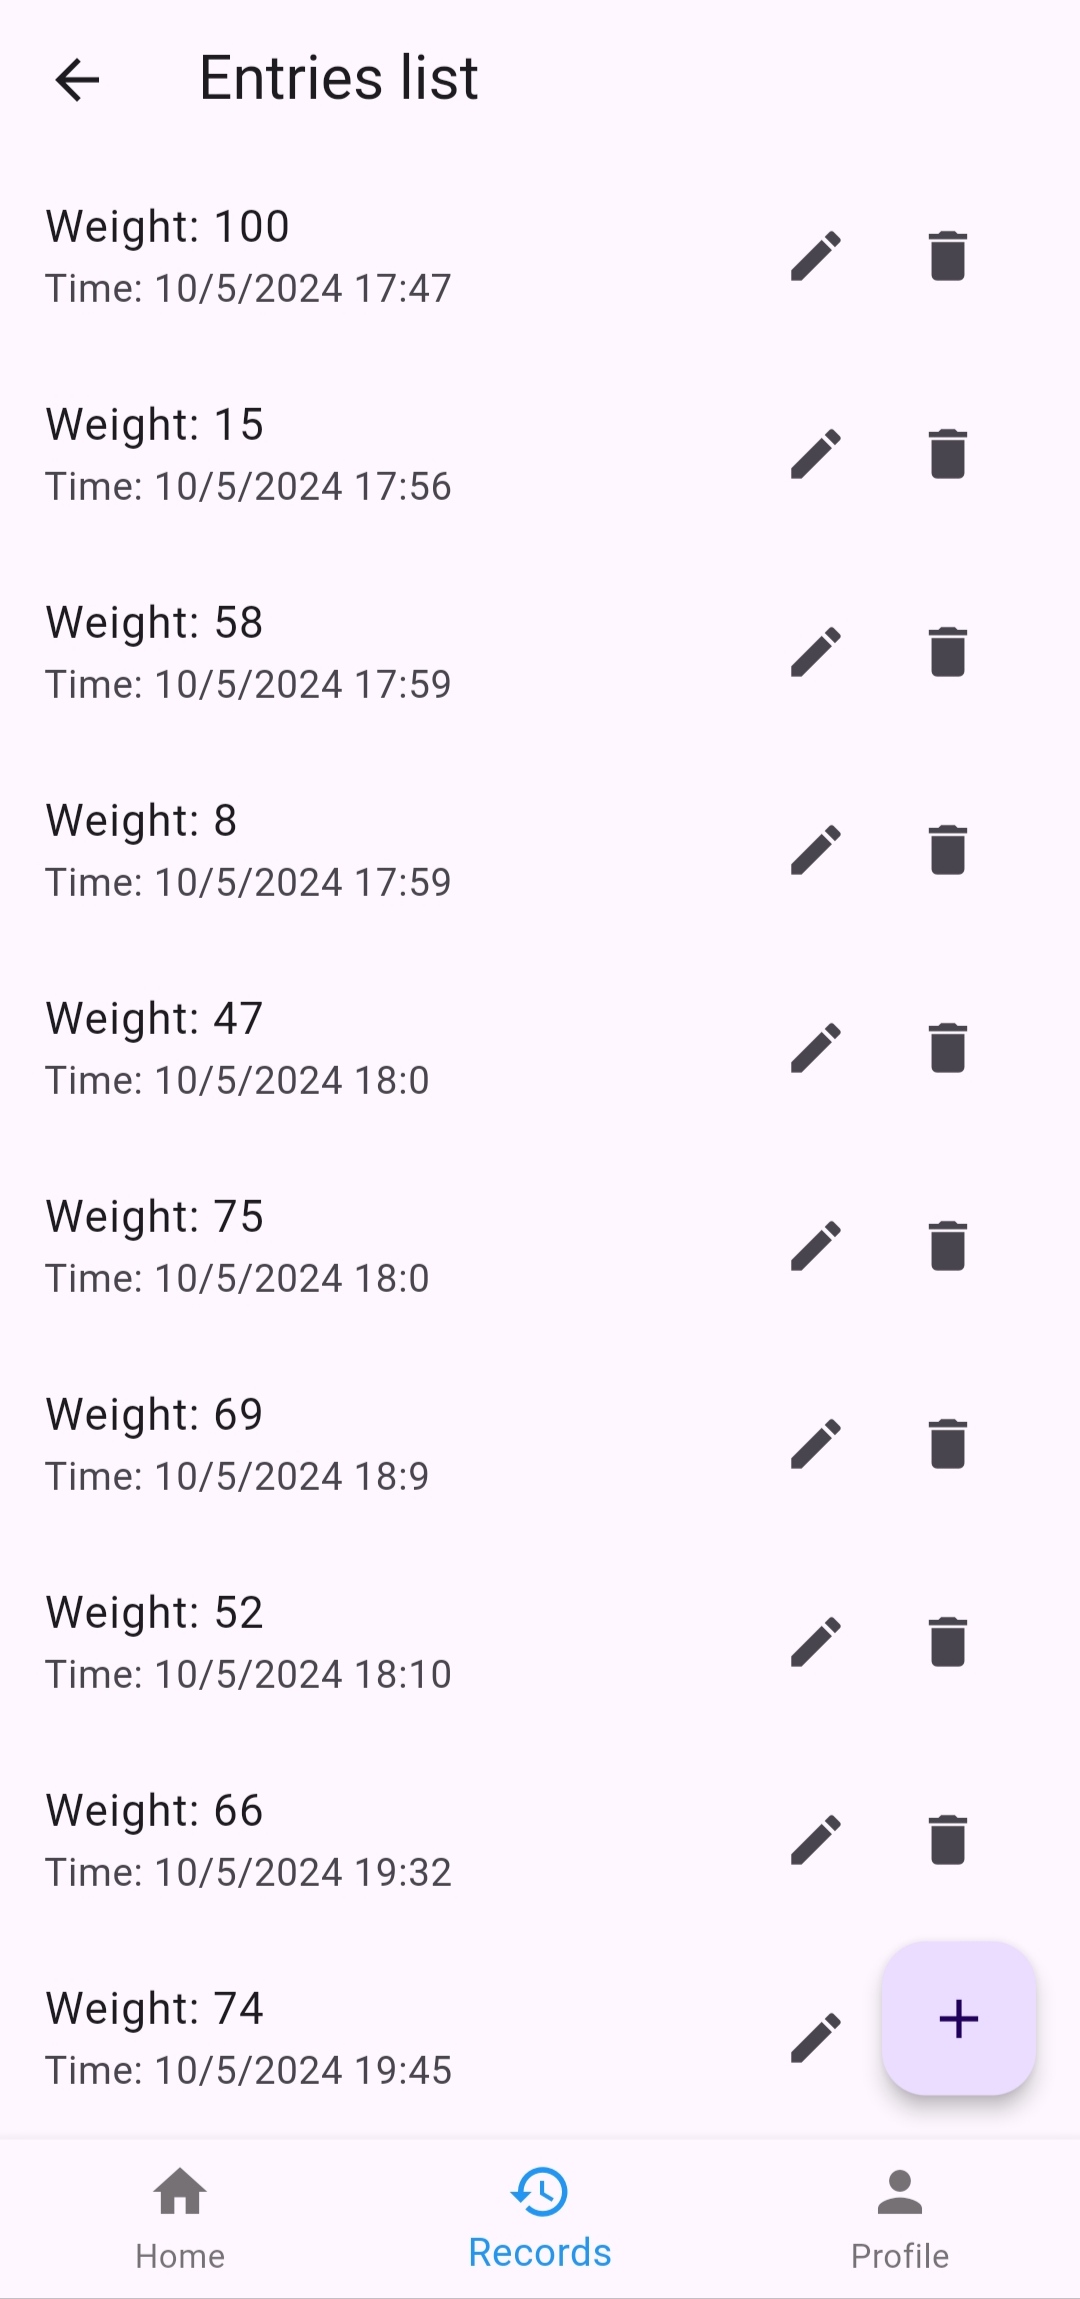 Entries list
Weight: 100
Time: 10/5/2024 17:47
Weight: 15
Time: 10/5/2024 17:56
Weight: 58
Time: 10/5/2024 17:59
Weight: 8
Time: 10/5/2024 17:59
Weight: 47
Time: 10/5/2024 18:0
Weight: 75
Time: 10/5/2024 18:0
Weight: 69
Time: 10/5/2024 18:9
Weight: 52
Time: 10/5/2024 18:10
Weight: 66
Time: 10/5/2024 19:32
Weight: 74
Time: 10/5/2024 19:45
Home
Records
Profile